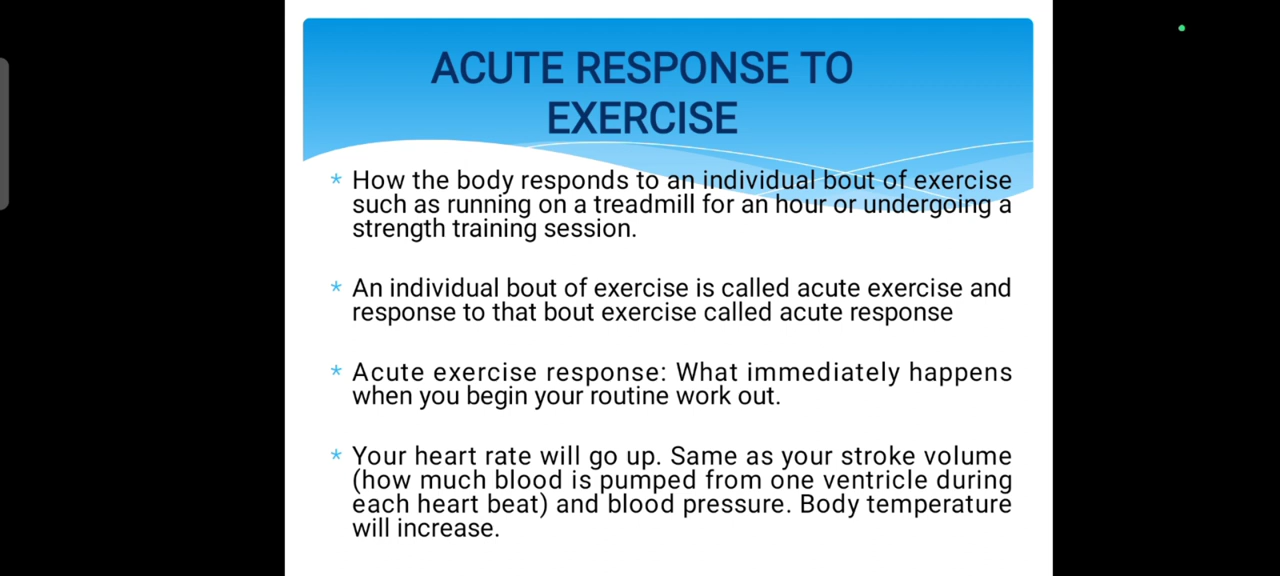 ACUTE RESPONSE TO
EXERCISE
* How the body responds to an individual bout of exercise
such as running on a treadmill for an hour or undergoing a
strength training session.
* An individual bout of exercise is called acute exercise and
response to that bout exercise called acute response
* Acute exercise response: What immediately happens
when you begin your routine work out.
* Your heart rate will go up. Same as your stroke volume
(how much blood is pumped from one ventricle during
each heart beat) and blood pressure. Body temperature
will increase.